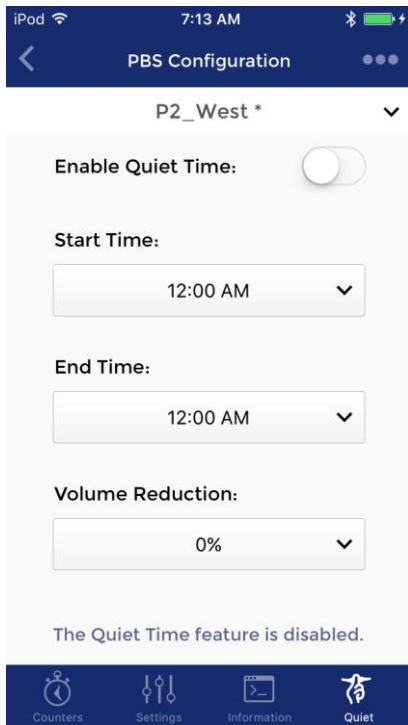 iPod 7:13 AM
PBS Configuration
P2_West *
Enable Quiet Time:
Start Time:
12:00 AM
End Time:
12:00 AM
Volume Reduction:
0%
The Quiet Time feature is disabled.
Counters Settings Information Quiet